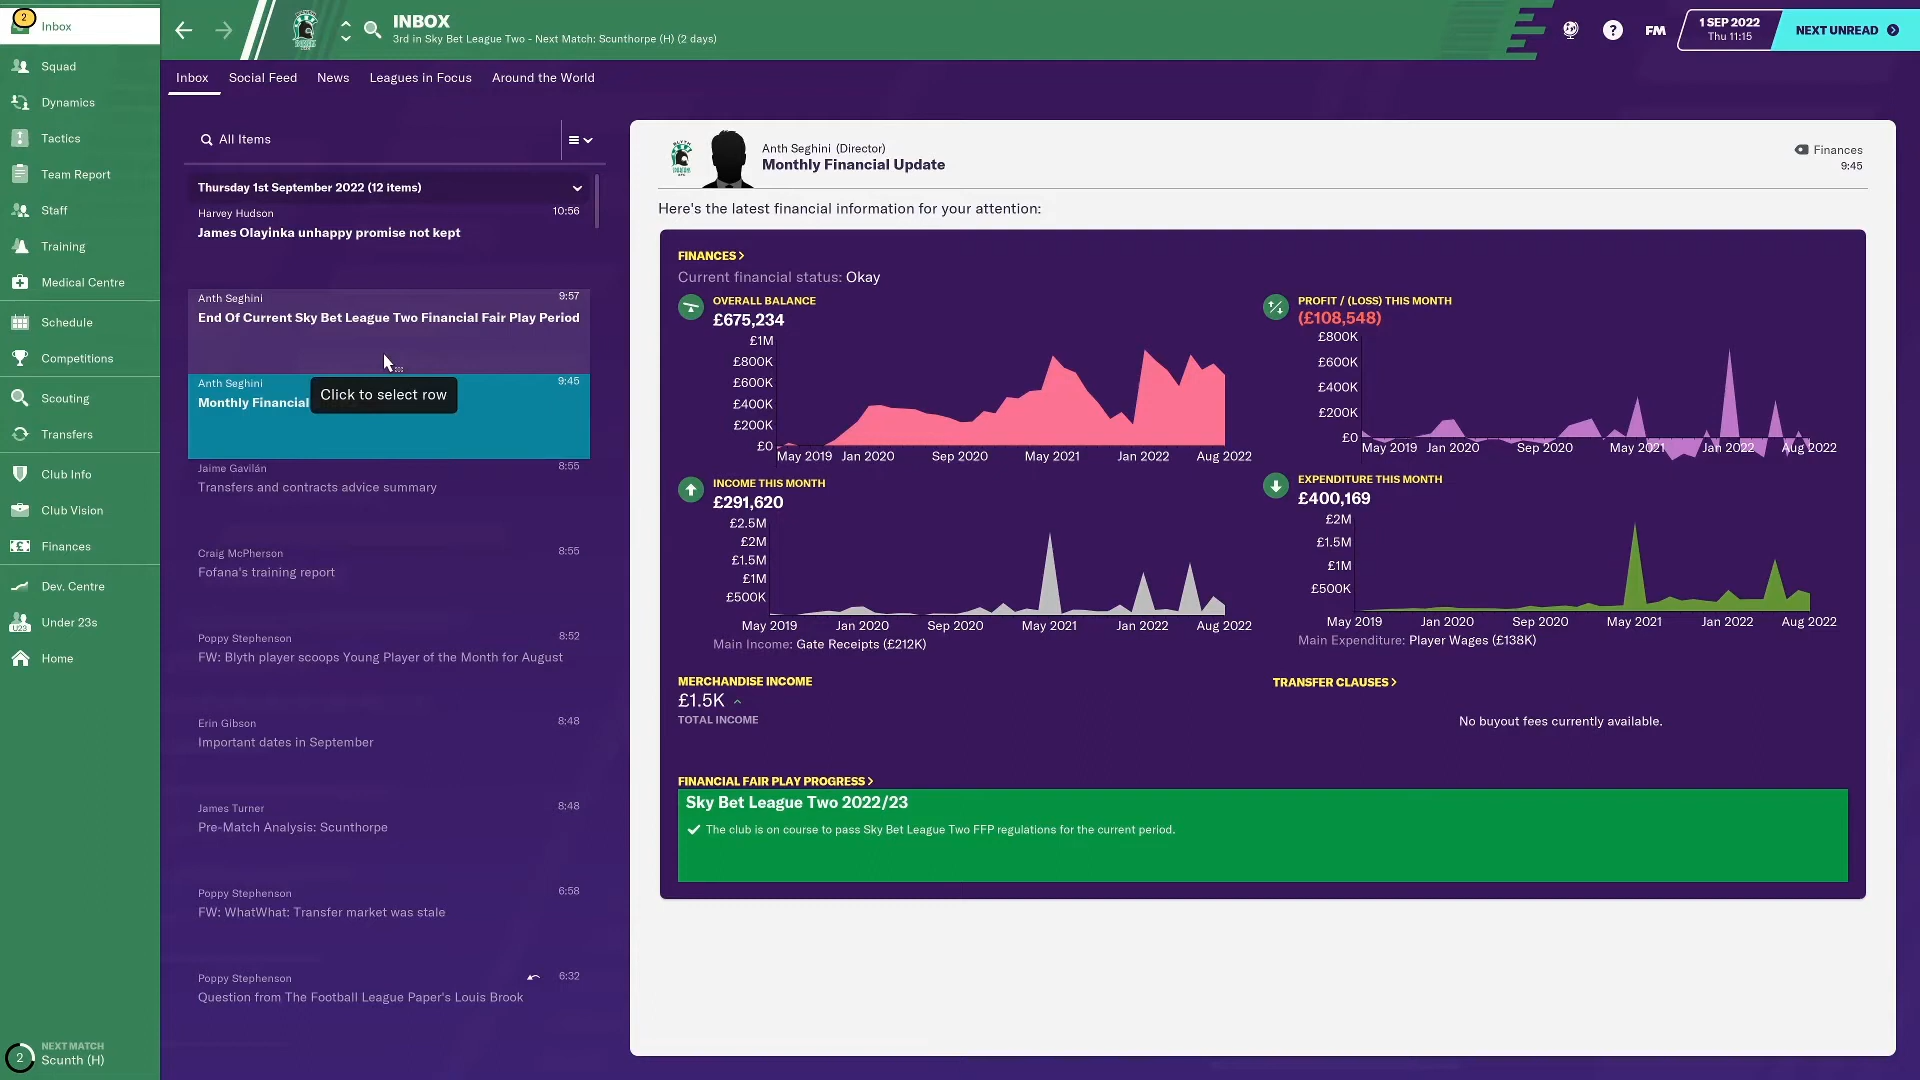 2
Inbox
Squad
Dynamics
Tactics
Team Report
Staff
Training
Medical Centre
Schedule
Competitions
Scouting
Transfers
Club Info
Club Vision
Finances
Dev. Centre
U23
Under 23s
Home
2
NEXT MATCH
Scunth (H)
INBOX
3rd in Sky Bet League Two - Next Match: Scunthorpe (H) (2 days)
?
FM
1 SEP 2022
Thu 11:15
NEXT UNREAD
Inbox
Social Feed
News
Leagues in Focus
Around the World
All Items
Thursday 1st September 2022 (12 items)
Harvey Hudson
10:56
James Olayinka unhappy promise not kept
Anth Seghini
9:57
End Of Current Sky Bet League Two Financial Fair Play Period
Anth Seghini
9:45
Monthly Financial
Click to select row
Jaime Gavilán
8:55
Transfers and contracts advice summary
Craig McPherson
8:55
Fofana's training report
Poppy Stephenson
8:52
FW: Blyth player scoops Young Player of the Month for August
Erin Gibson
8:48
Important dates in September
James Turner
8:48
Pre-Match Analysis: Scunthorpe
Poppy Stephenson
6:58
FW: WhatWhat: Transfer market was stale
Poppy Stephenson
6:32
Question from The Football League Paper's Louis Brook
Anth Seghini (Director)
Monthly Financial Update
Finances
9:45
Here's the latest financial information for your attention:
FINANCES >
Current financial status: Okay
OVERALL BALANCE
£675,234
£1M
£800K
£600K
£400K
£200K
£0
May 2019 Jan 2020 Sep 2020 May 2021 Jan 2022 Aug 2022
PROFIT / (LOSS) THIS MONTH
(£108,548)
£800K
£600K
£400K
£200K
£0
May 2019 Jan 2020 Sep 2020 May 2021 Jan 2022 Aug 2022
INCOME THIS MONTH
£291,620
£2.5M
£2M
£1.5M
£1M
£500K
May 2019 Jan 2020 Sep 2020 May 2021 Jan 2022 Aug 2022
Main Income: Gate Receipts (£212K)
EXPENDITURE THIS MONTH
£400,169
£2M
£1.5M
£1M
£500K
May 2019 Jan 2020 Sep 2020 May 2021 Jan 2022 Aug 2022
Main Expenditure: Player Wages (£138K)
MERCHANDISE INCOME
£1.5K
TOTAL INCOME
TRANSFER CLAUSES >
No buyout fees currently available.
FINANCIAL FAIR PLAY PROGRESS >
Sky Bet League Two 2022/23
The club is on course to pass Sky Bet League Two FFP regulations for the current period.